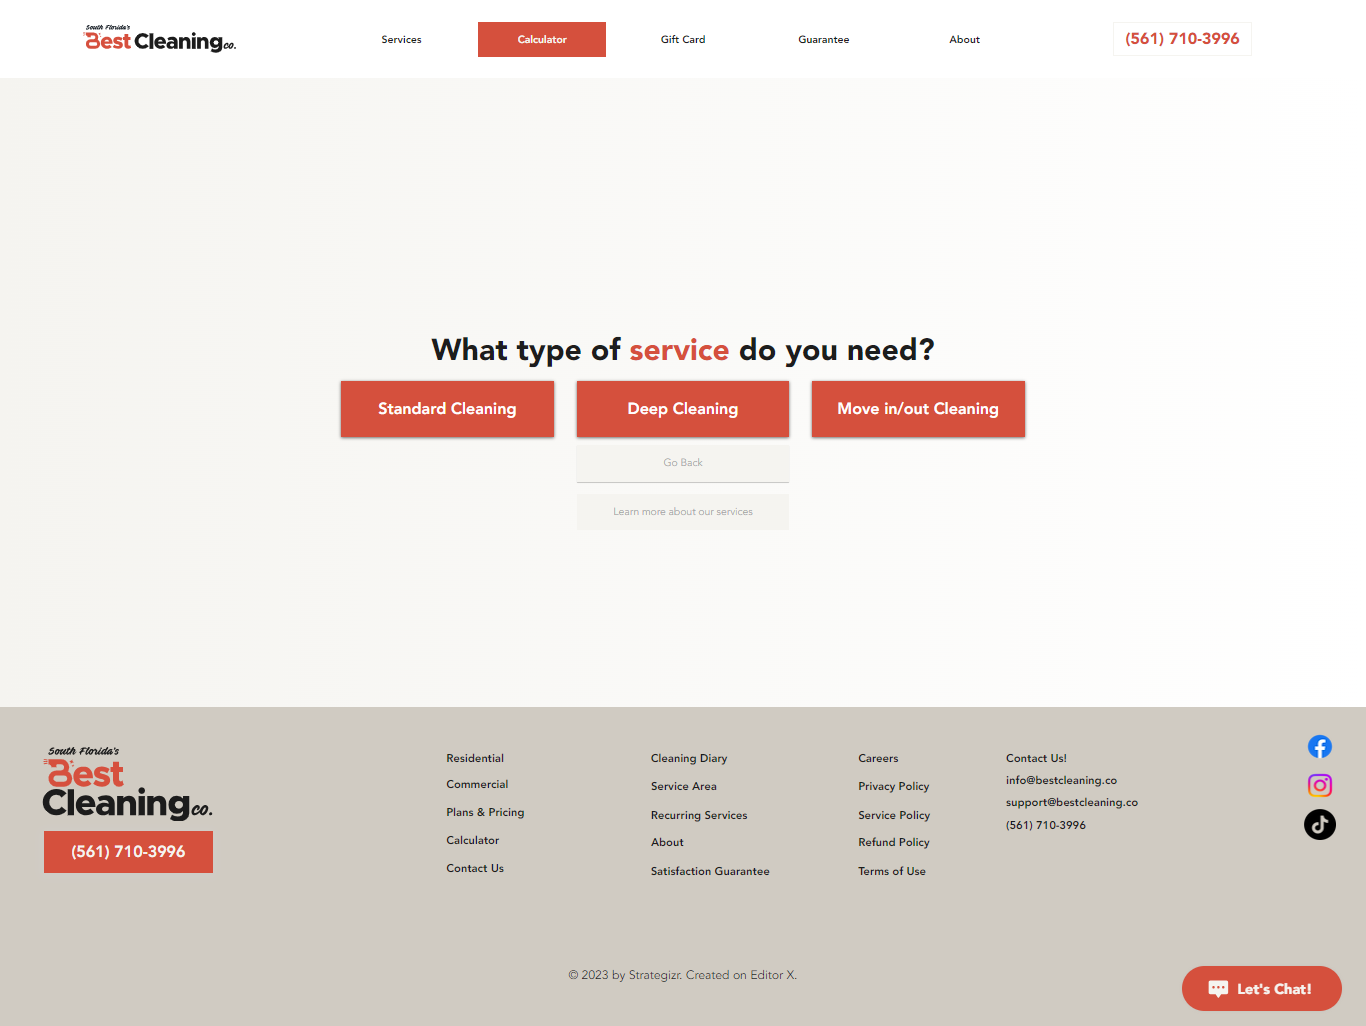 South Florida's
Best Cleaning co.
Services
Calculator
Gift Card
Guarantee
About
(561) 710-3996
What type of service do you need?
Standard Cleaning
Deep Cleaning
Move in/out Cleaning
Go Back
Learn more about our services
South Florida's
Best
Cleaning co.
(561) 710-3996
Residential
Commercial
Plans & Pricing
Calculator
Contact Us
Cleaning Diary
Service Area
Recurring Services
About
Satisfaction Guarantee
Careers
Privacy Policy
Service Policy
Refund Policy
Terms of Use
Contact Us!
info@bestcleaning.co
support@bestcleaning.co
(561) 710-3996
© 2023 by Strategizr. Created on Editor X.
Let's Chat!